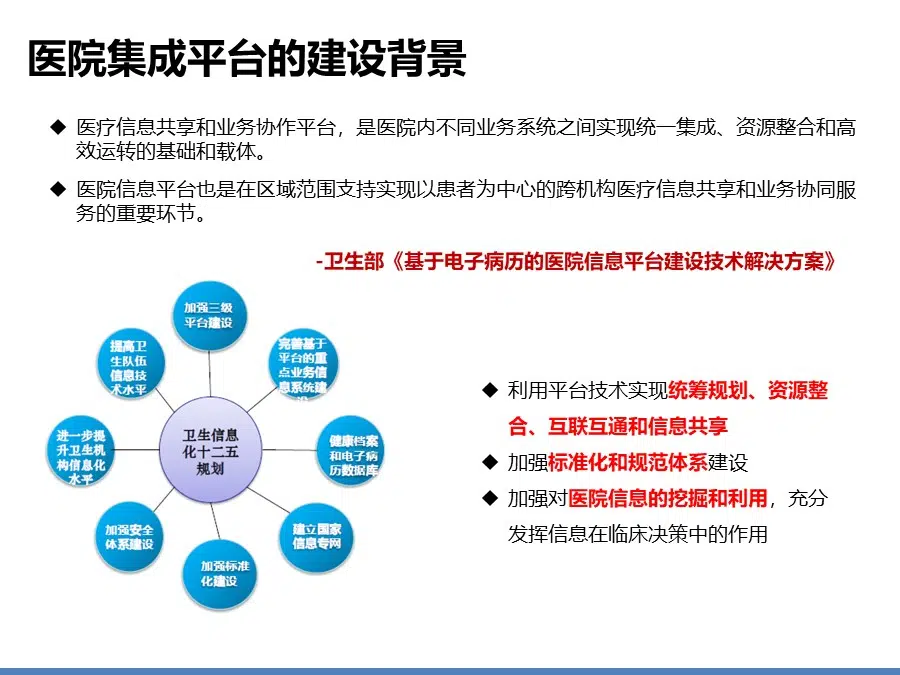 医院集成平台的建设背景
◆ 医疗信息共享和业务协作平台，是医院内不同业务系统之间实现统一集成、资源整合和高
效运转的基础和载体。
◆ 医院信息平台也是在区域范围支持实现以患者为中心的跨机构医疗信息共享和业务协同服
务的重要环节。
-卫生部《基于电子病历的医院信息平台建设技术解决方案》
加强三级
平台建设
完善基于
平台的重
点业务信
息系统建
健康档案
和电子病
历数据库
建立国家
信息专网
加强标准
化建设
加强安全
体系建设
进一步提
升卫生机
构信息化
水平
提高卫
生队伍
信息技
术水平
卫生信息
化十二五
规划
◆ 利用平台技术实现统筹规划、资源整
合、互联互通和信息共享
◆ 加强标准化和规范体系建设
◆ 加强对医院信息的挖掘和利用，充分
发挥信息在临床决策中的作用